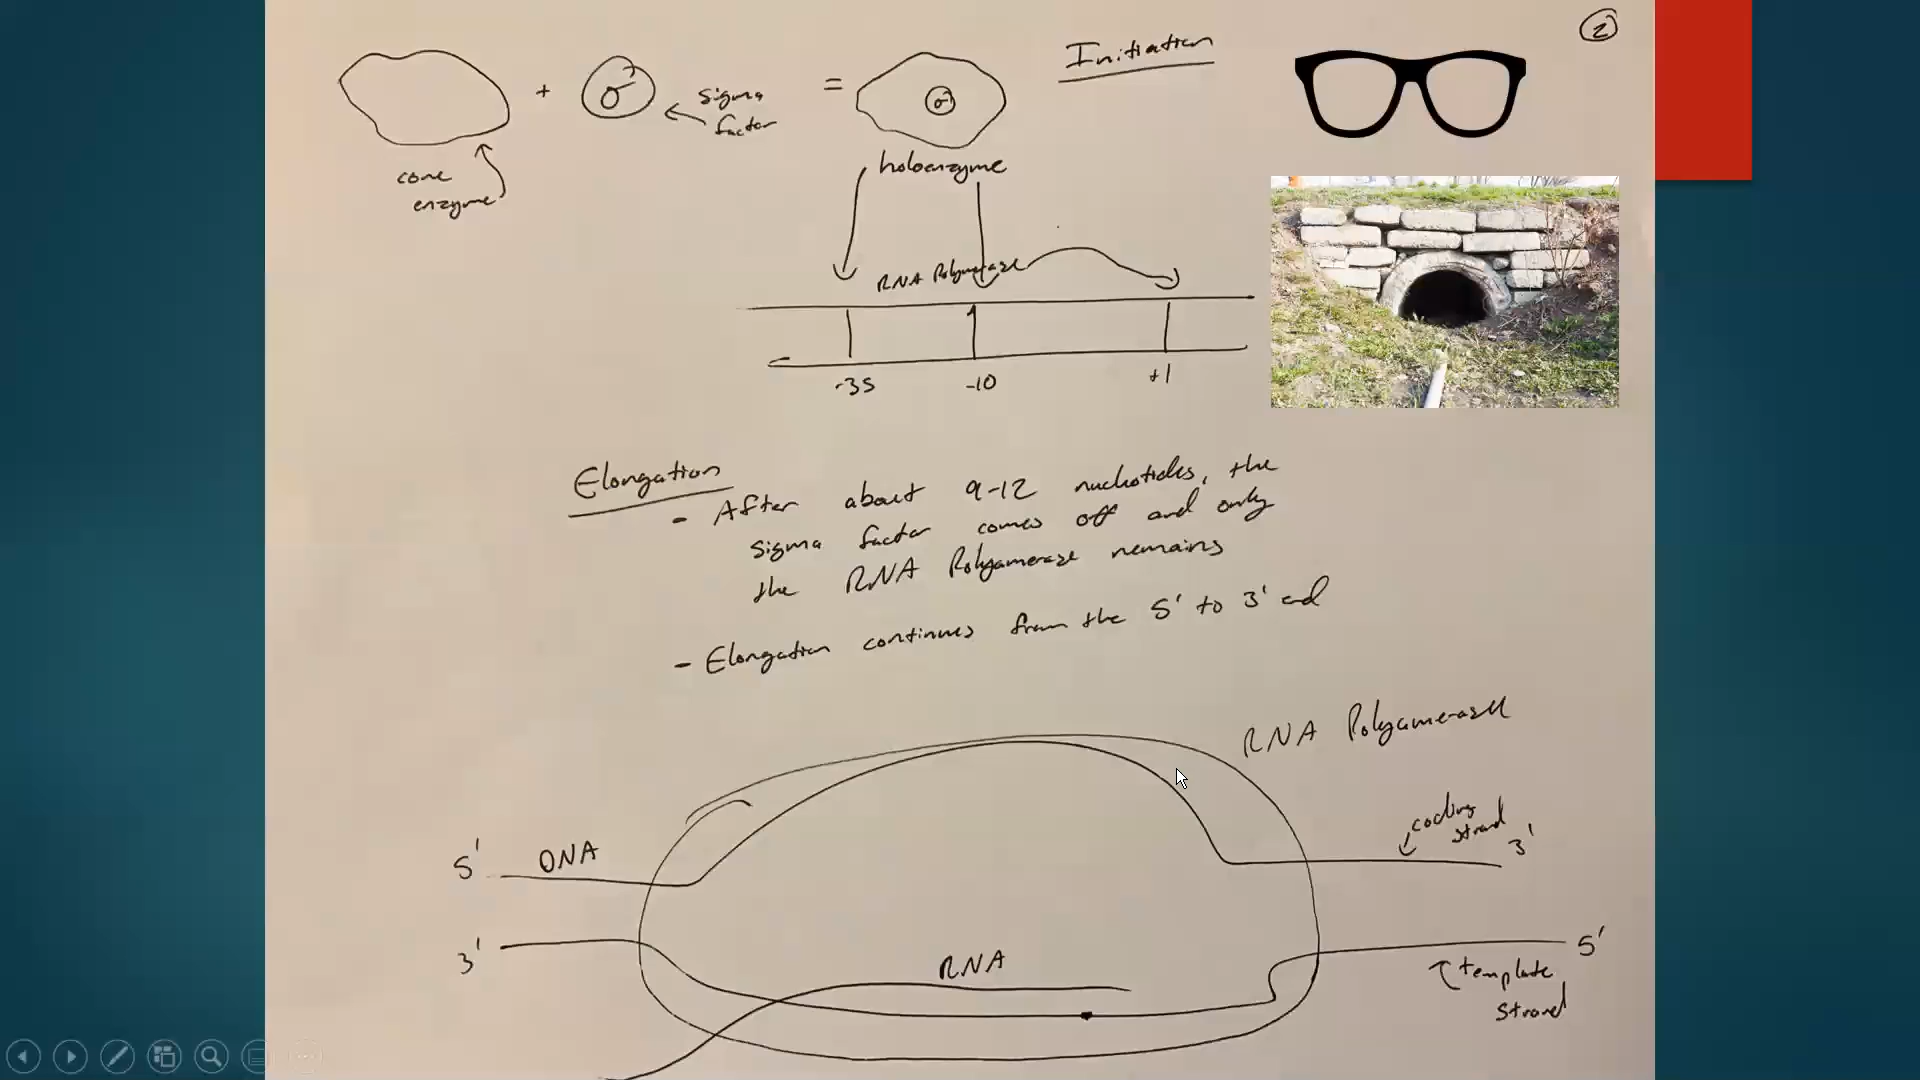 2
Initiation
+
σ
sigma
factor
=
σ
core
enzyme
holoenzyme
RNA Polymerase
-35
-10
+1
Elongation
- After about 9-12 nucleotides, the
sigma factor comes off and only
the RNA Polymerase remains
- Elongation continues from the 5' to 3' end
RNA Polyamerase
coding
strand
5'
DNA
3'
3'
RNA
5'
template
strand